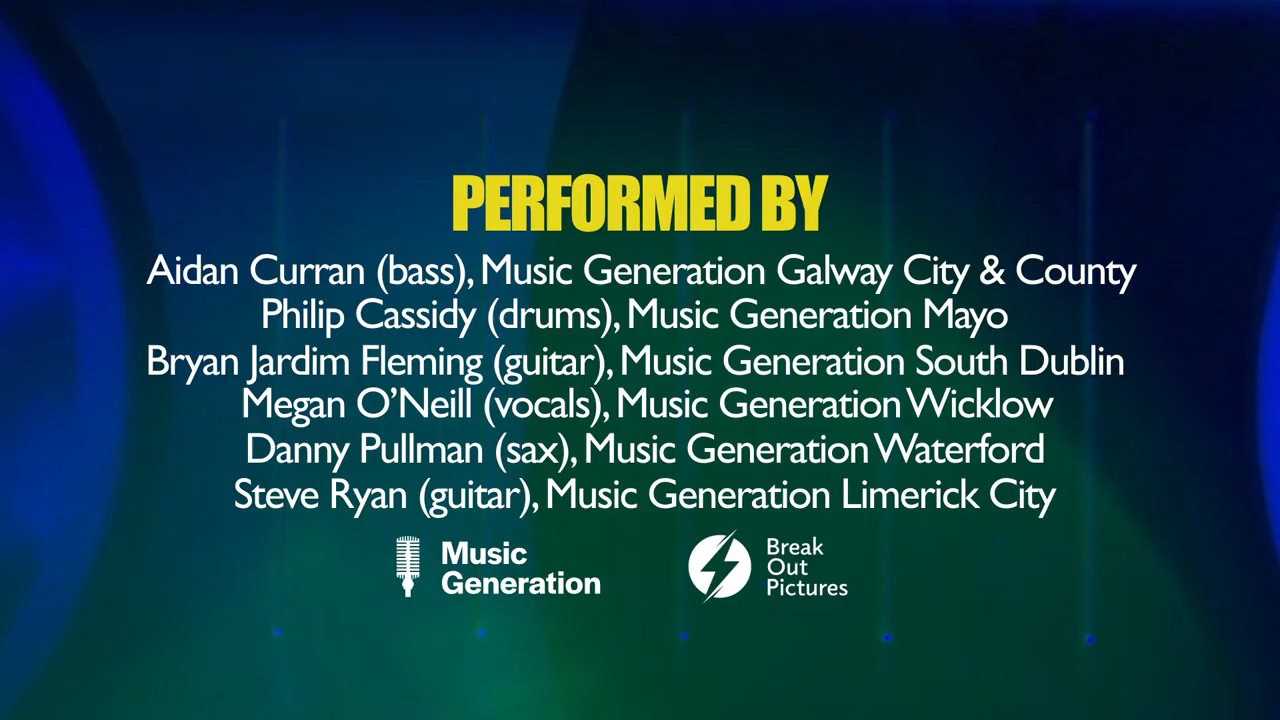 PERFORMED BY
Aidan Curran (bass), Music Generation Galway City & County
Philip Cassidy (drums), Music Generation Mayo
Bryan Jardim Fleming (guitar), Music Generation South Dublin
Megan O’Neill (vocals), Music Generation Wicklow
Danny Pullman (sax), Music Generation Waterford
Steve Ryan (guitar), Music Generation Limerick City
Music
Generation
Break
Out
Pictures